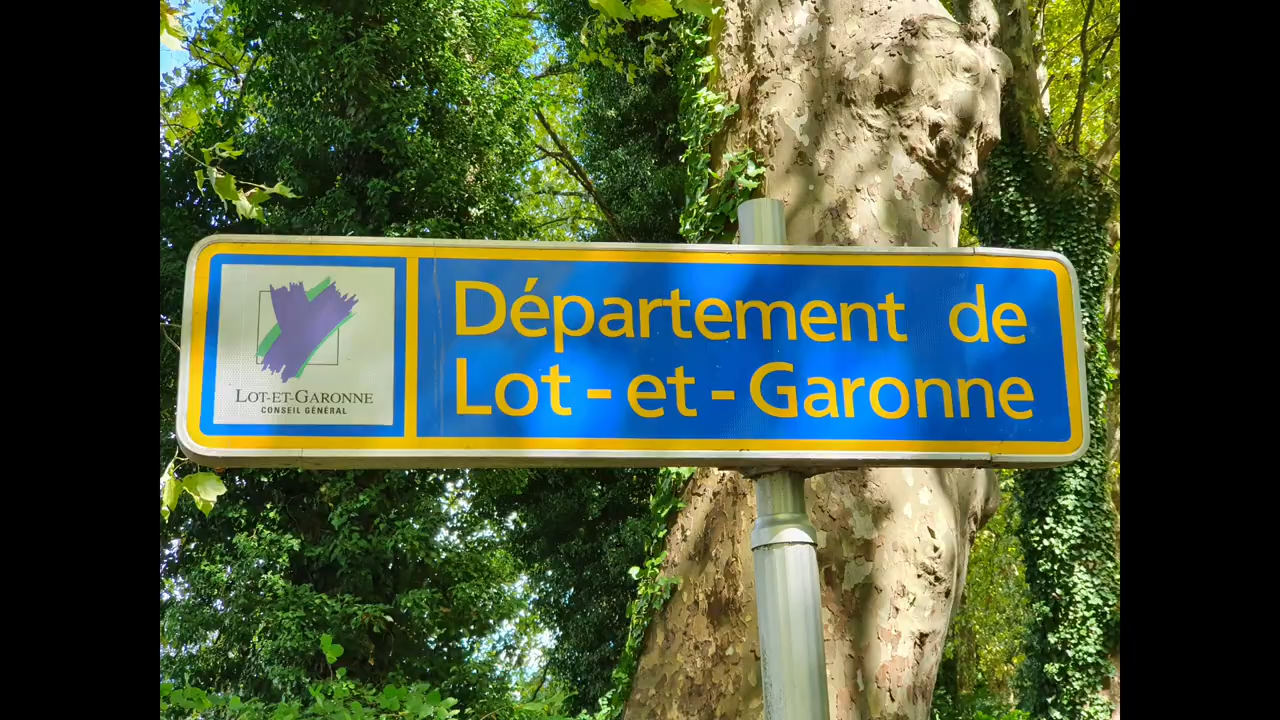 Département de
Lot-et-Garonne
LOT-ET-GARONNE
CONSEIL GÉNÉRAL